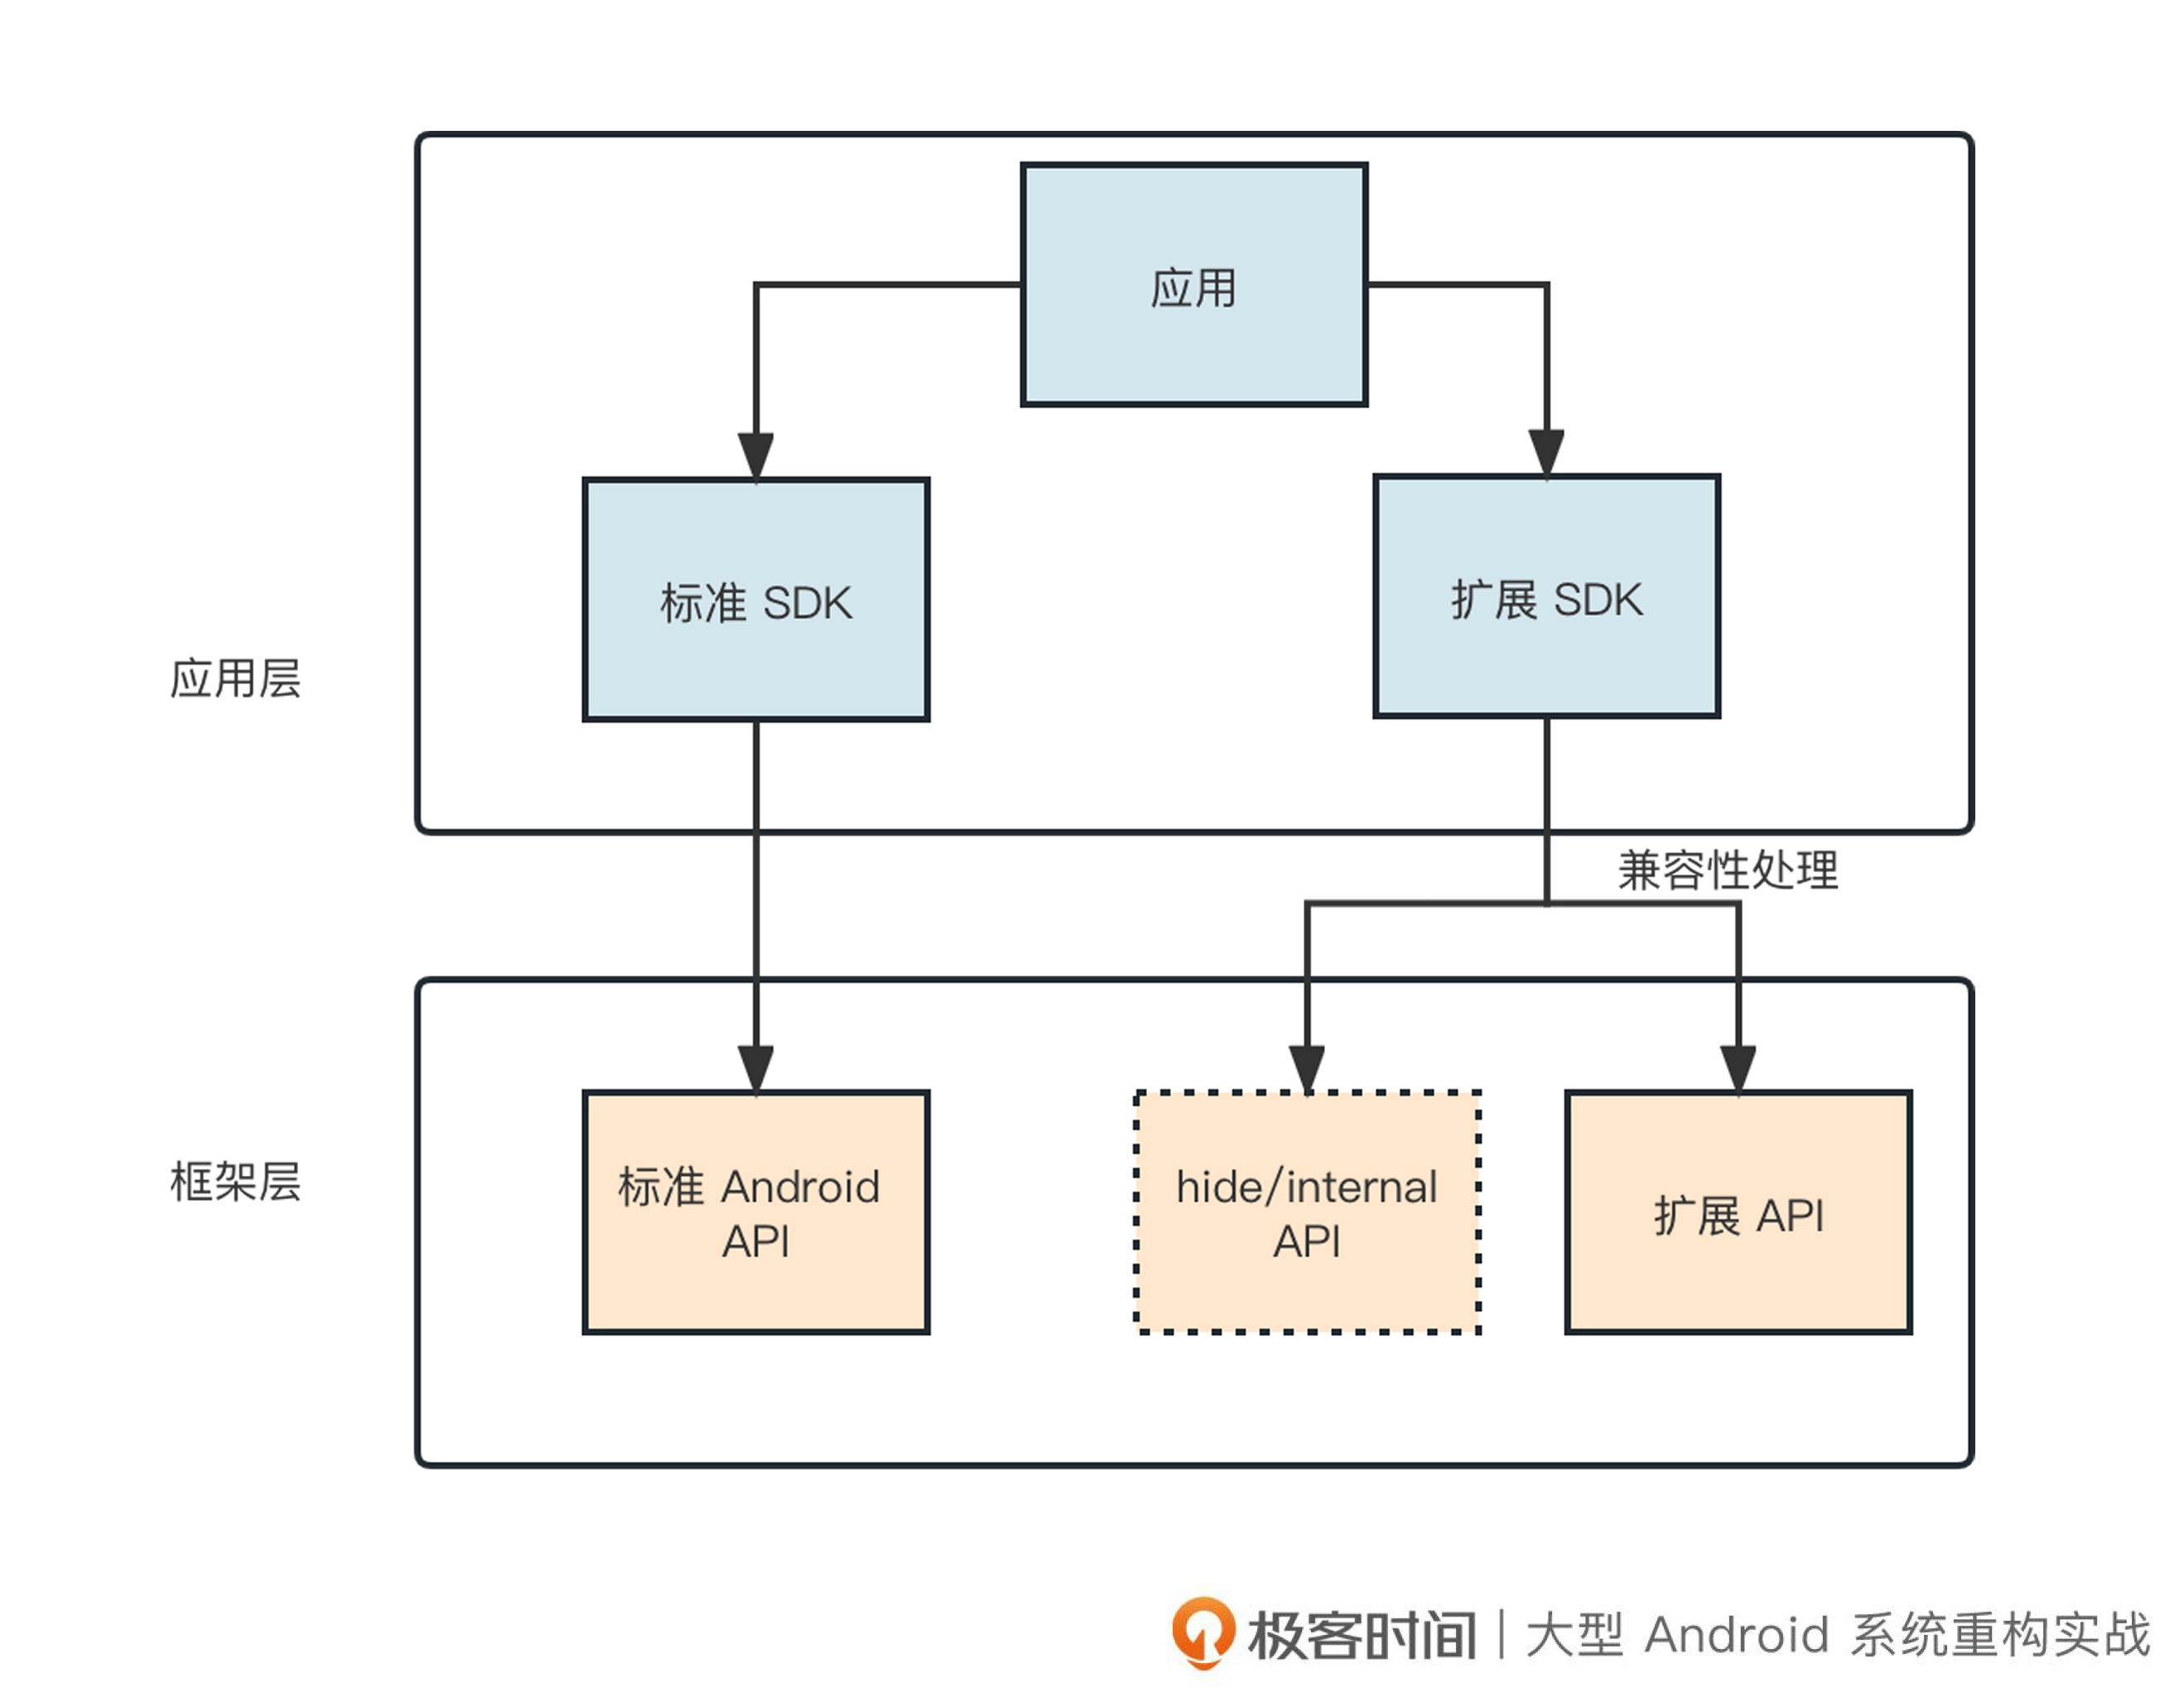 应用
标准 SDK
扩展 SDK
应用层
兼容性处理
框架层
标准 Android
API
hide/internal
API
扩展 API
极客时间 | 大型 Android 系统重构实战